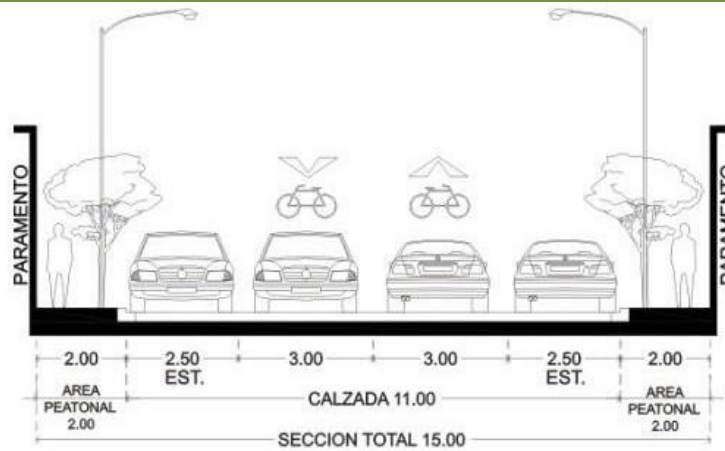 PARAMENTO
PARAMENTO
2.00 2.50 3.00 3.00 2.50 2.00
EST. EST.
AREA PEATONAL 2.00
CALZADA 11.00
AREA PEATONAL 2.00
SECCION TOTAL 15.00